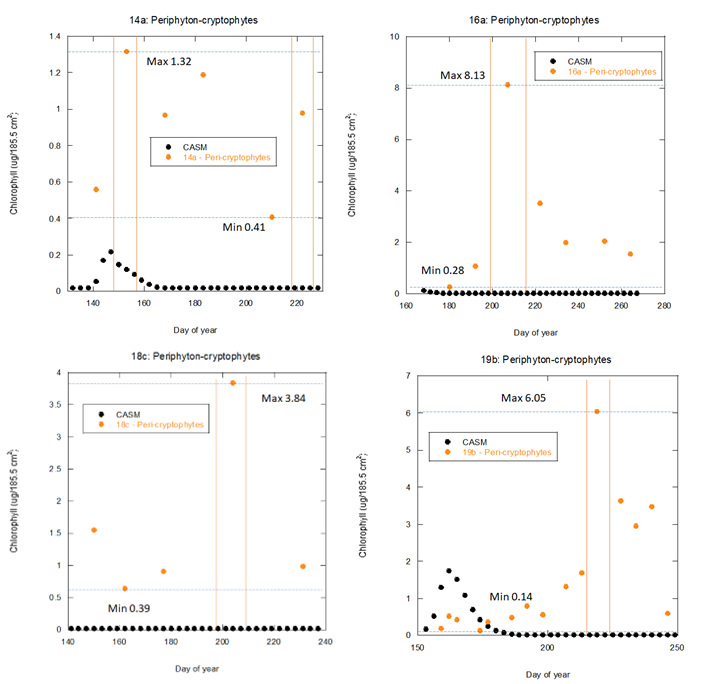 14a: Periphyton-cryptophytes
1.4
1.2
1
0.8
0.6
0.4
0.2
0
Chlorophyll (ug/185.5 cm²;
Max 1.32
CASM
14a - Peri-cryptophytes
Min 0.41
140 160 180 200 220
Day of year
16a: Periphyton-cryptophytes
10
8
6
4
2
0
Chlorophyll (ug/185.5 cm²;
CASM
16a - Peri-cryptophytes
Max 8.13
Min 0.28
160 180 200 220 240 260 280
Day of year
18c: Periphyton-cryptophytes
4
3.5
3
2.5
2
1.5
1
0.5
0
Chlorophyll (ug/185.5 cm²;
Max 3.84
CASM
18c - Peri-cryptophytes
Min 0.39
140 160 180 200 220 240
Day of year
19b: Periphyton-cryptophytes
7
6
5
4
3
2
1
0
Chlorophyll (ug/185.5 cm²;
Max 6.05
CASM
19b - Peri-cryptophytes
Min 0.14
150 200 250
Day of year